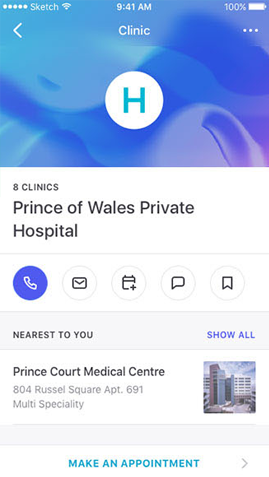 Sketch 9:41 AM 100%
Clinic
H
8 CLINICS
Prince of Wales Private
Hospital
NEAREST TO YOU SHOW ALL
Prince Court Medical Centre
804 Russel Square Apt. 691
Multi Speciality
MAKE AN APPOINTMENT